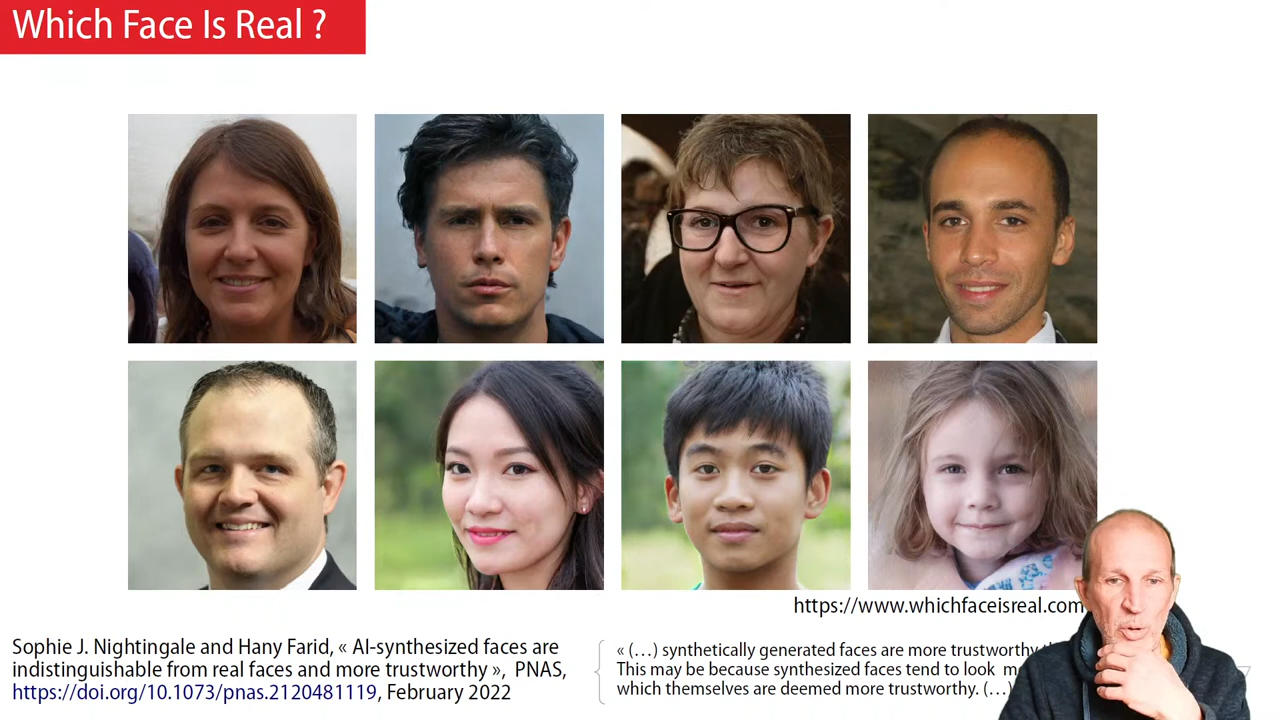 Which Face Is Real ?
https://www.whichfaceisreal.com
Sophie J. Nightingale and Hany Farid, « AI-synthesized faces are
indistinguishable from real faces and more trustworthy », PNAS,
https://doi.org/10.1073/pnas.2120481119, February 2022
« (…) synthetically generated faces are more trustworthy
This may be because synthesized faces tend to look
which themselves are deemed more trustworthy. (…)